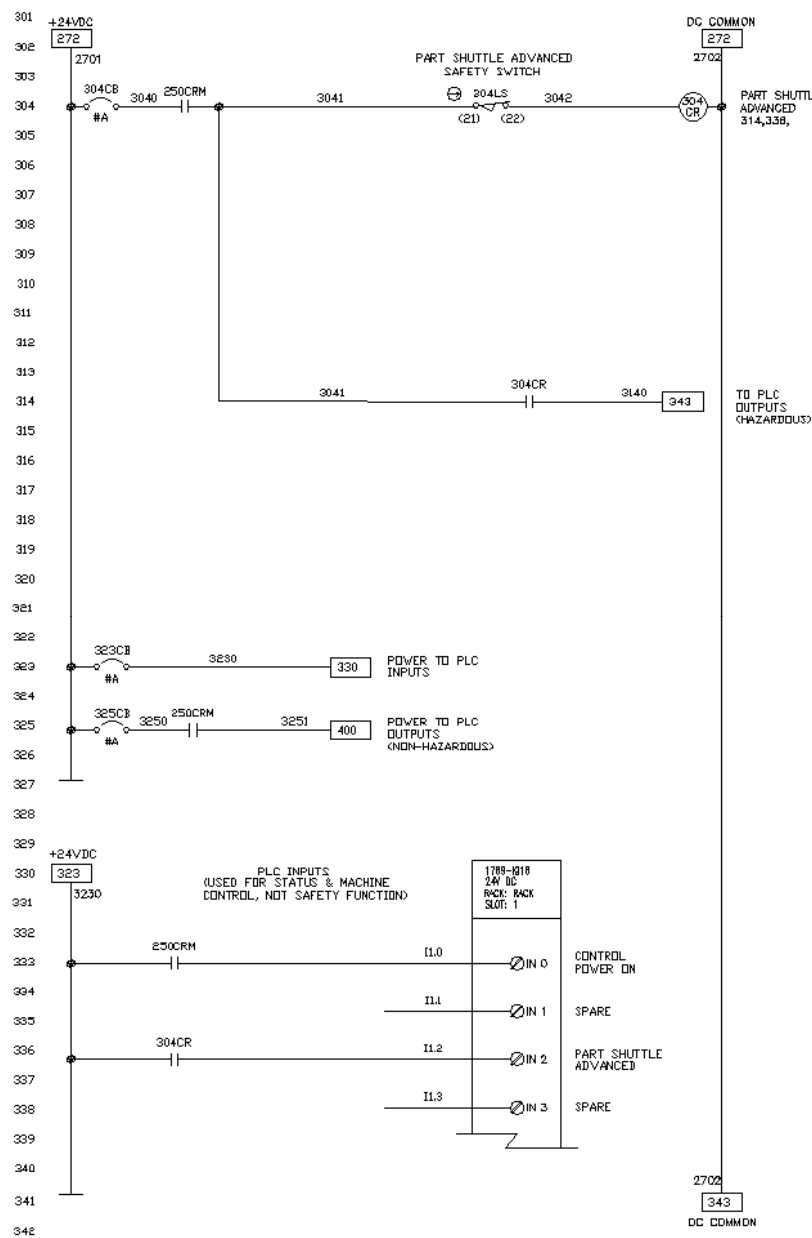 301 +24VDC DC COMMON
302 272 272
2701 2702
PART SHUTTLE ADVANCED
SAFETY SWITCH
303
304CB 3040 250CRM 3041 304LS 3042 304 CR PART SHUTTL
304 ADVANCED
#A (21) (22) 314,336,
305
306
307
308
309
310
311
312
313
3041 304CR 3140
314 343 TO PLC
OUTPUTS
(HAZARDOUS)
315
316
317
318
319
320
321
322
323CB 3230
323 330 POWER TO PLC
INPUTS
#A
324
325CB 3250 250CRM 3251
325 400 POWER TO PLC
OUTPUTS
(NON-HAZARDOUS)
#A
326
327
328
329
+24VDC
330 323 PLC INPUTS
(USED FOR STATUS & MACHINE
CONTROL, NOT SAFETY FUNCTION)
3230
24V DC
RACK: RACK
SLOT: 1
331
332
250CRM I1.0
333 IN 0 CONTROL
POWER ON
334
I1.1
IN 1 SPARE
335
304CR I1.2
336 IN 2 PART SHUTTLE
ADVANCED
337
I1.3
338 IN 3 SPARE
339
340
2702
341 343
DC COMMON
342